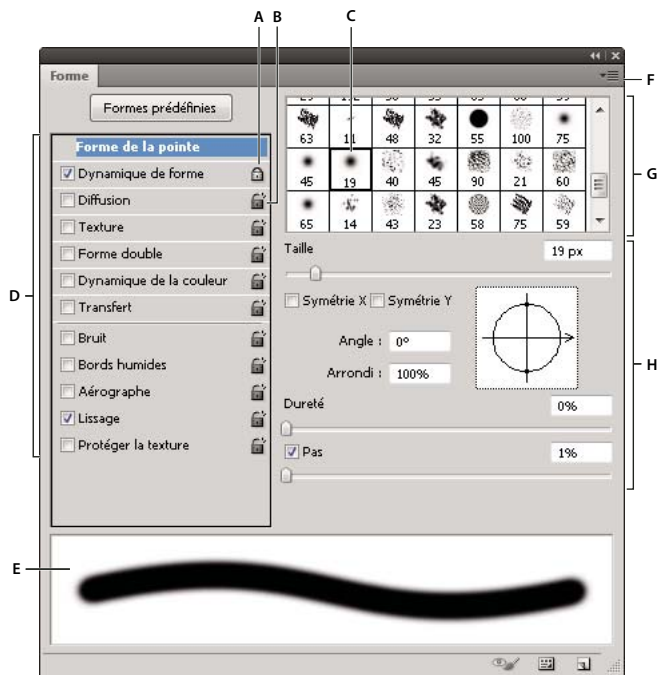 A B C
Forme
F
Formes prédéfinies
Forme de la pointe
Dynamique de forme
Diffusion
Texture
Forme double
Dynamique de la couleur
Transfert
Bruit
Bords humides
Aérographe
Lissage
Protéger la texture
D
63 11 48 32 55 100 75
45 19 40 45 90 21 60
65 14 43 23 58 75 59
G
Taille 19 px
Symétrie X Symétrie Y
Angle : 0°
Arrondi : 100%
H
Dureté 0%
Pas 1%
E